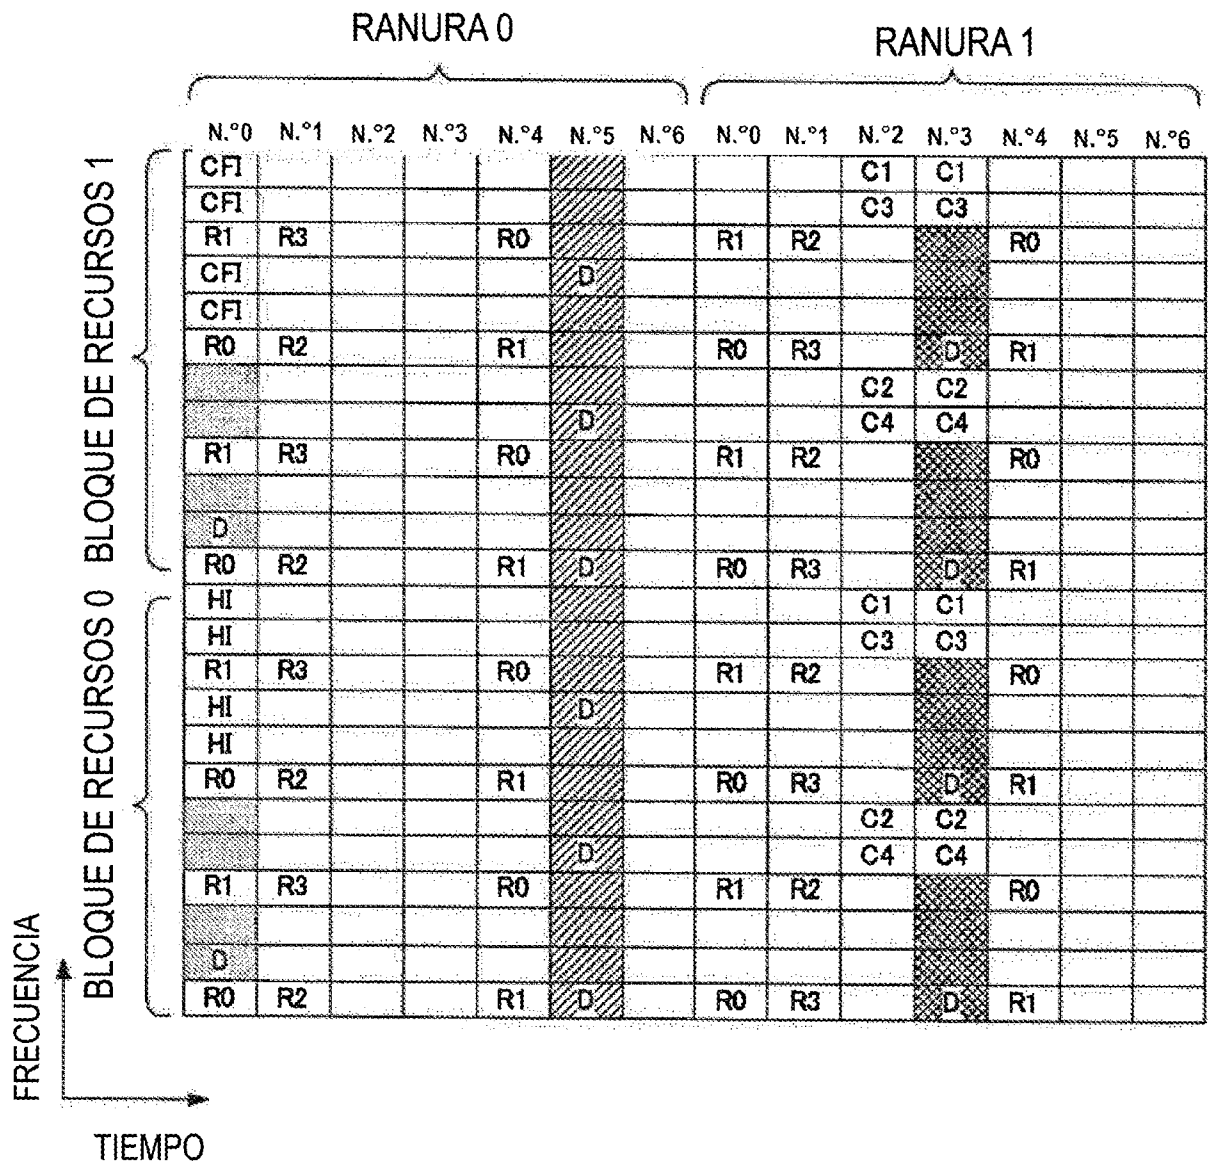 RANURA 0 RANURA 1
N.°0 N.°1 N.°2 N.°3 N.°4 N.°5 N.°6 N.°0 N.°1 N.°2 N.°3 N.°4 N.°5 N.°6
BLOQUE DE RECURSOS 1
CFI C1 C1
CFI C3 C3
R1 R3 R0 R1 R2 R0
CFI D
CFI
R0 R2 R1 R0 R3 D R1
C2 C2
D C4 C4
R1 R3 R0 R1 R2 R0
D
R0 R2 R1 D R0 R3 D R1
BLOQUE DE RECURSOS 0
HI C1 C1
HI C3 C3
R1 R3 R0 R1 R2 R0
HI D
HI
R0 R2 R1 R0 R3 D R1
C2 C2
D C4 C4
R1 R3 R0 R1 R2 R0
D
R0 R2 R1 D R0 R3 D R1
FRECUENCIA
TIEMPO